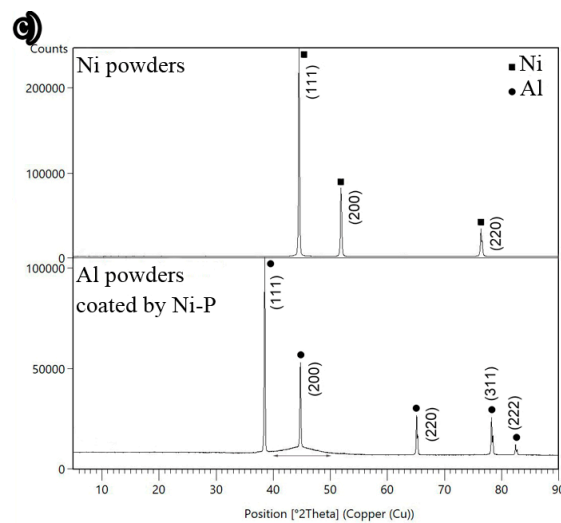 c)
Counts
Ni powders
■ Ni
● Al
200000
100000
0
(111)
(200)
(220)
Al powders
coated by Ni-P
100000
50000
0
(111)
(200)
(220)
(311)
(222)
10 20 30 40 50 60 70 80 90
Position [°2Theta] (Copper (Cu))